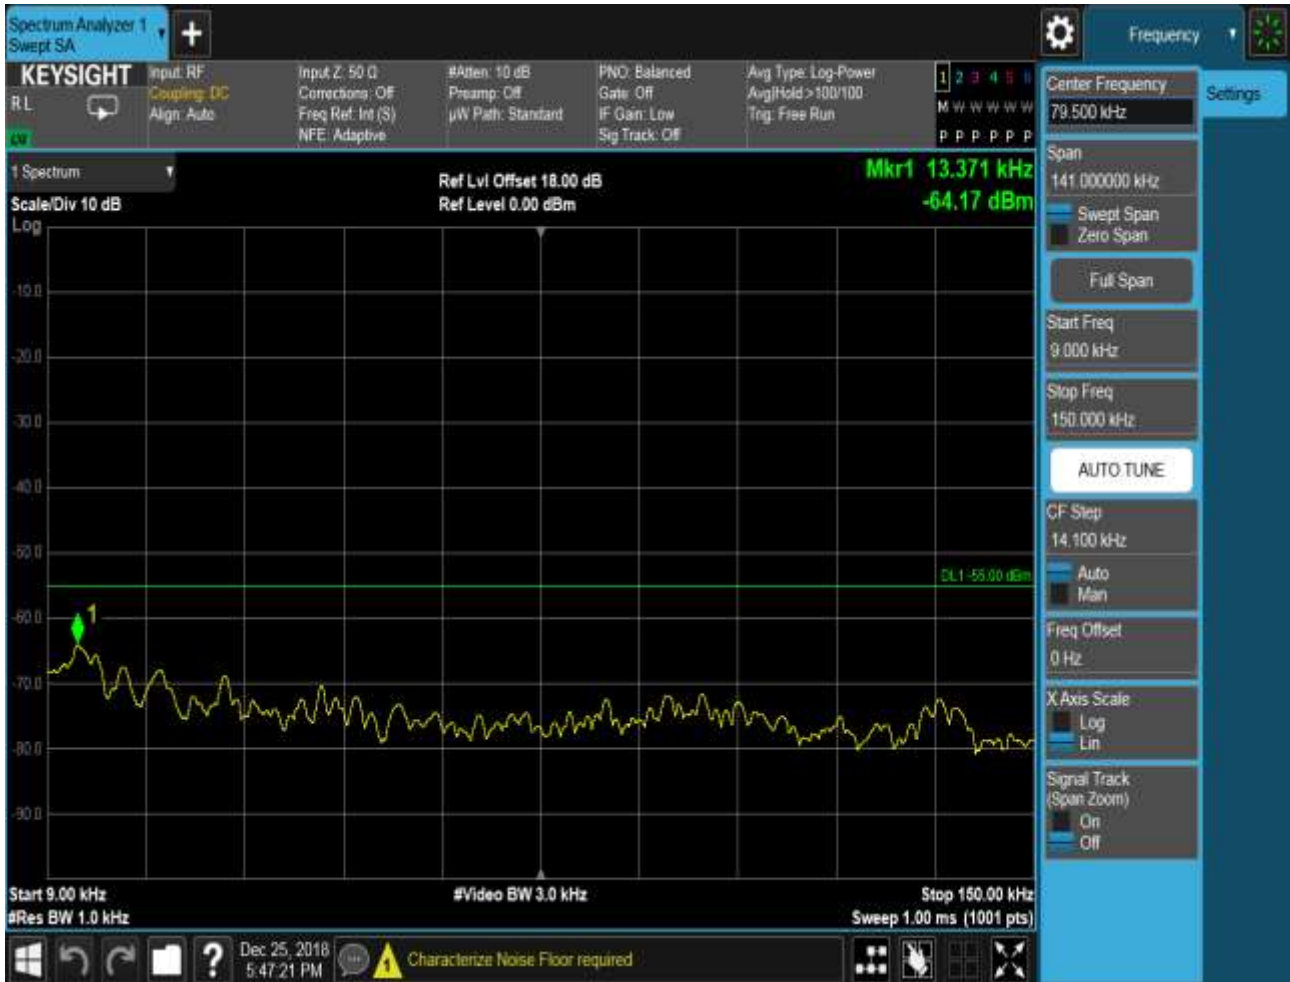 Spectrum Analyzer 1
Swept SA
Frequency
KEYSIGHT
RL
Input: RF
Coupling: DC
Align: Auto
Input Z: 50 Ω
Corrections: Off
Freq Ref: Int (S)
NFE: Adaptive
#Atten: 10 dB
Preamp: Off
µW Path: Standard
PNO: Balanced
Gate: Off
IF Gain: Low
Sig Track: Off
Avg Type: Log-Power
Avg|Hold:>100/100
Trig: Free Run
1 2 3 4 5 6
M W W W W W
P P P P P P
1 Spectrum
Scale/Div 10 dB
Log
Ref Lvl Offset 18.00 dB
Ref Level 0.00 dBm
Mkr1 13.371 kHz
-64.17 dBm
-10.0
-20.0
-30.0
-40.0
-50.0
-60.0
-70.0
-80.0
-90.0
DL1 -55.00 dBm
1
Start 9.00 kHz
#Res BW 1.0 kHz
#Video BW 3.0 kHz
Stop 150.00 kHz
Sweep 1.00 ms (1001 pts)
Center Frequency
79.500 kHz
Settings
Span
141.000000 kHz
Swept Span
Zero Span
Full Span
Start Freq
9.000 kHz
Stop Freq
150.000 kHz
AUTO TUNE
CF Step
14.100 kHz
Auto
Man
Freq Offset
0 Hz
X Axis Scale
Log
Lin
Signal Track
(Span Zoom)
On
Off
?
Dec 25, 2018
5:47:21 PM
Characterize Noise Floor required